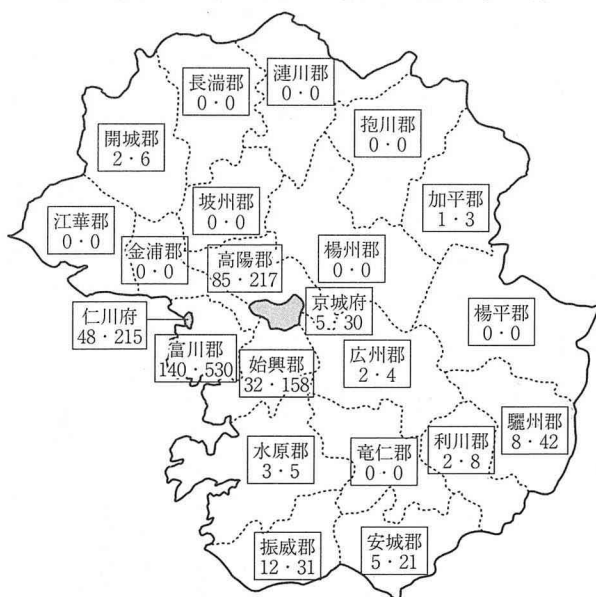 長湍郡
0・0
漣川郡
0・0
抱川郡
0・0
開城郡
2・6
加平郡
1・3
坡州郡
0・0
江華郡
0・0
金浦郡
0・0
高陽郡
85・217
楊州郡
0・0
仁川府
48・215
京城府
5・30
楊平郡
0・0
富川郡
140・530
始興郡
32・158
広州郡
2・4
驪州郡
8・42
水原郡
3・5
竜仁郡
0・0
利川郡
2・8
振威郡
12・31
安城郡
5・21